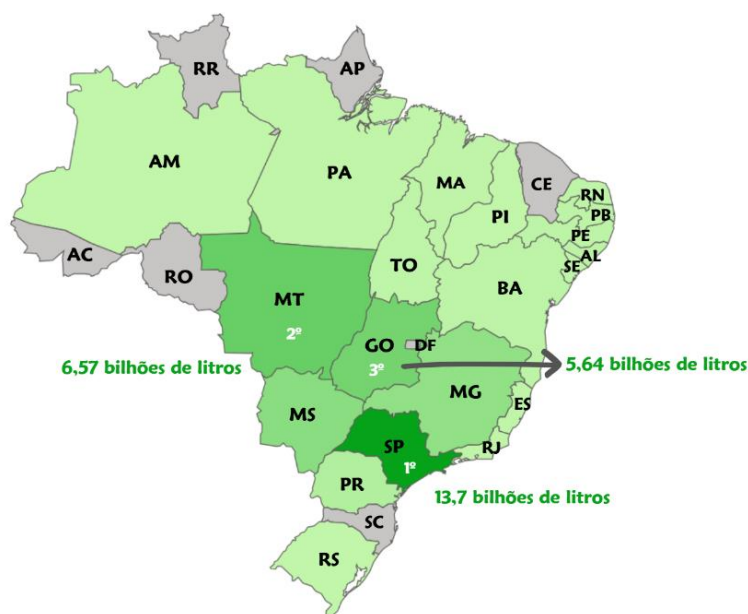 RR
AP
AM
PA
MA
CE
RN
PB
PI
PE
AL
SE
AC
RO
TO
BA
MT
2º
GO
DF
3º
6,57 bilhões de litros
5,64 bilhões de litros
MS
MG
ES
SP
1º
RJ
PR
13,7 bilhões de litros
SC
RS